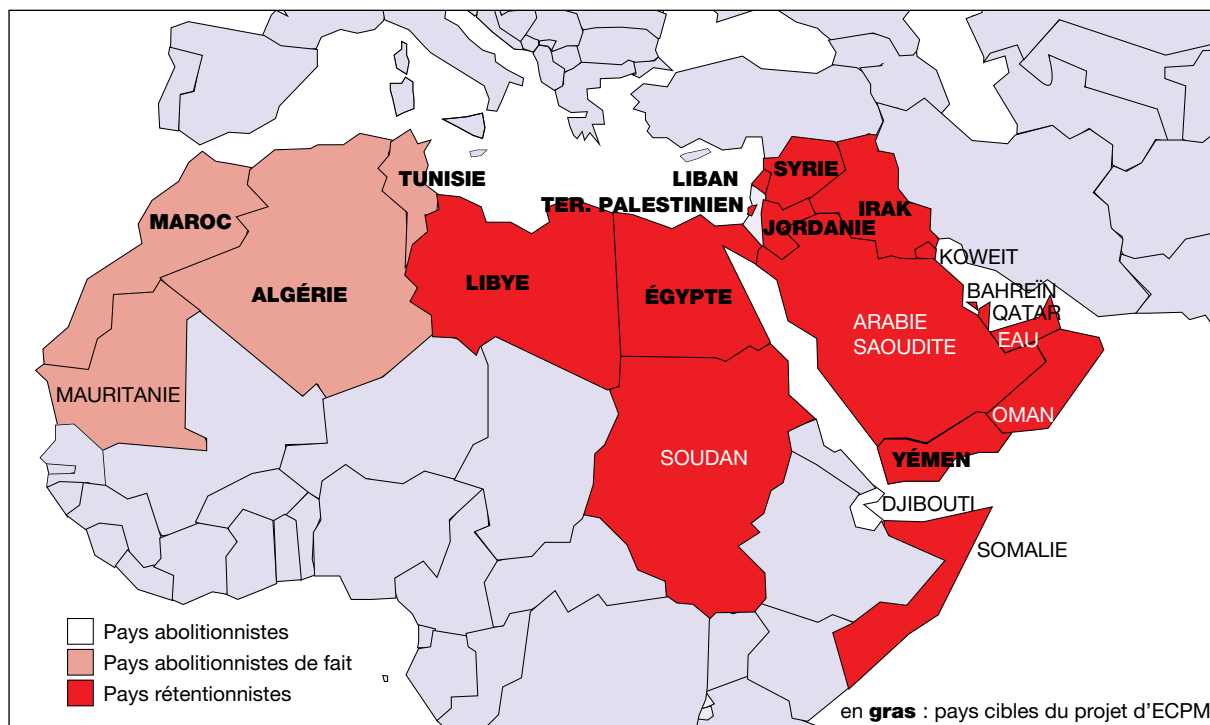 TUNISIE
LIBAN
SYRIE
TER. PALESTINIEN
MAROC
JORDANIE
IRAK
KOWEIT
ALGÉRIE
LIBYE
ÉGYPTE
BAHREÏN
QATAR
ARABIE
SAOUDITE
EAU
MAURITANIE
OMAN
SOUDAN
YÉMEN
DJIBOUTI
SOMALIE
Pays abolitionnistes
Pays abolitionnistes de fait
Pays rétentionnistes
en gras : pays cibles du projet d'ECPM